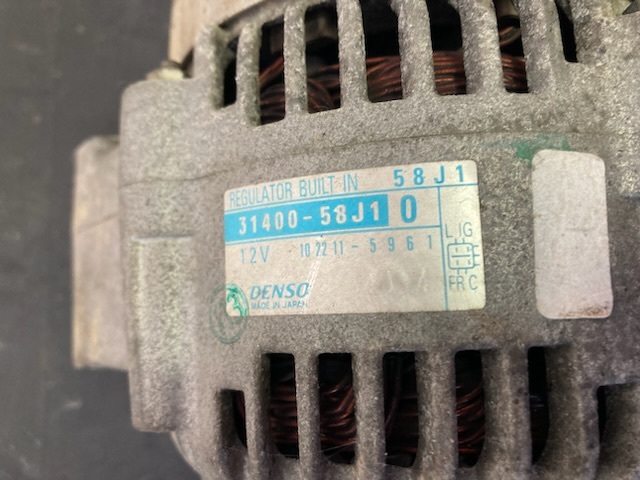 REGULATOR BUILT IN 58J1
31400-58J1 0
12V 102211-5961
L IG
DENSO
MADE IN JAPAN
FR C